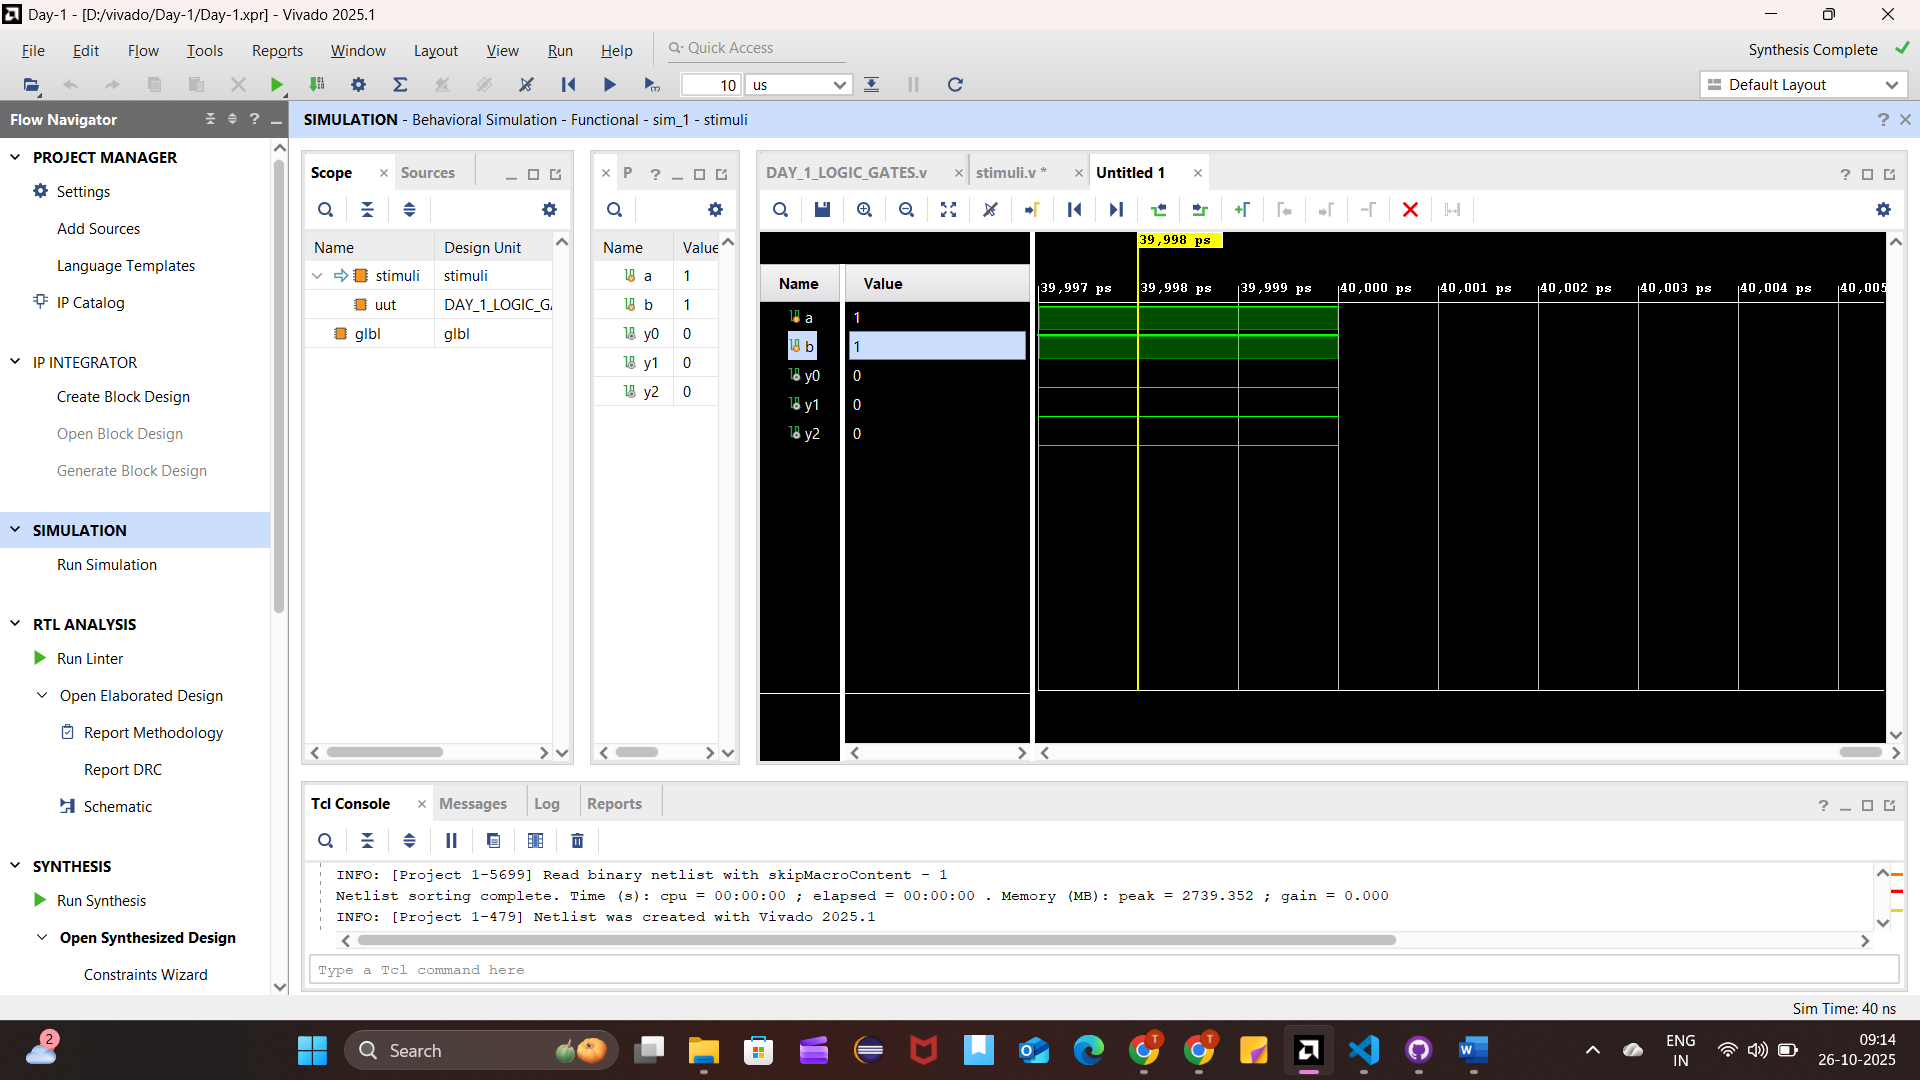 Day-1 - [D:/vivado/Day-1/Day-1.xpr] - Vivado 2025.1
File Edit Flow Tools Reports Window Layout View Run Help Quick Access
Synthesis Complete
10 us
Default Layout
Flow Navigator
SIMULATION - Behavioral Simulation - Functional - sim_1 - stimuli
PROJECT MANAGER
Settings
Add Sources
Language Templates
IP Catalog
IP INTEGRATOR
Create Block Design
Open Block Design
Generate Block Design
SIMULATION
Run Simulation
RTL ANALYSIS
Run Linter
Open Elaborated Design
Report Methodology
Report DRC
Schematic
SYNTHESIS
Run Synthesis
Open Synthesized Design
Constraints Wizard
Scope Sources
Name Design Unit
stimuli stimuli
uut DAY_1_LOGIC_GA
glbl glbl
P
Name Value
a 1
b 1
y0 0
y1 0
y2 0
DAY_1_LOGIC_GATES.v stimuli.v * Untitled 1
39,998 ps
Name Value
39,997 ps 39,998 ps 39,999 ps 40,000 ps 40,001 ps 40,002 ps 40,003 ps 40,004 ps 40,005
a 1
b 1
y0 0
y1 0
y2 0
Tcl Console Messages Log Reports
INFO: [Project 1-5699] Read binary netlist with skipMacroContent - 1
Netlist sorting complete. Time (s): cpu = 00:00:00 ; elapsed = 00:00:00 . Memory (MB): peak = 2739.352 ; gain = 0.000
INFO: [Project 1-479] Netlist was created with Vivado 2025.1
Type a Tcl command here
Sim Time: 40 ns
2
Search
T
T
ENG
IN
09:14
26-10-2025